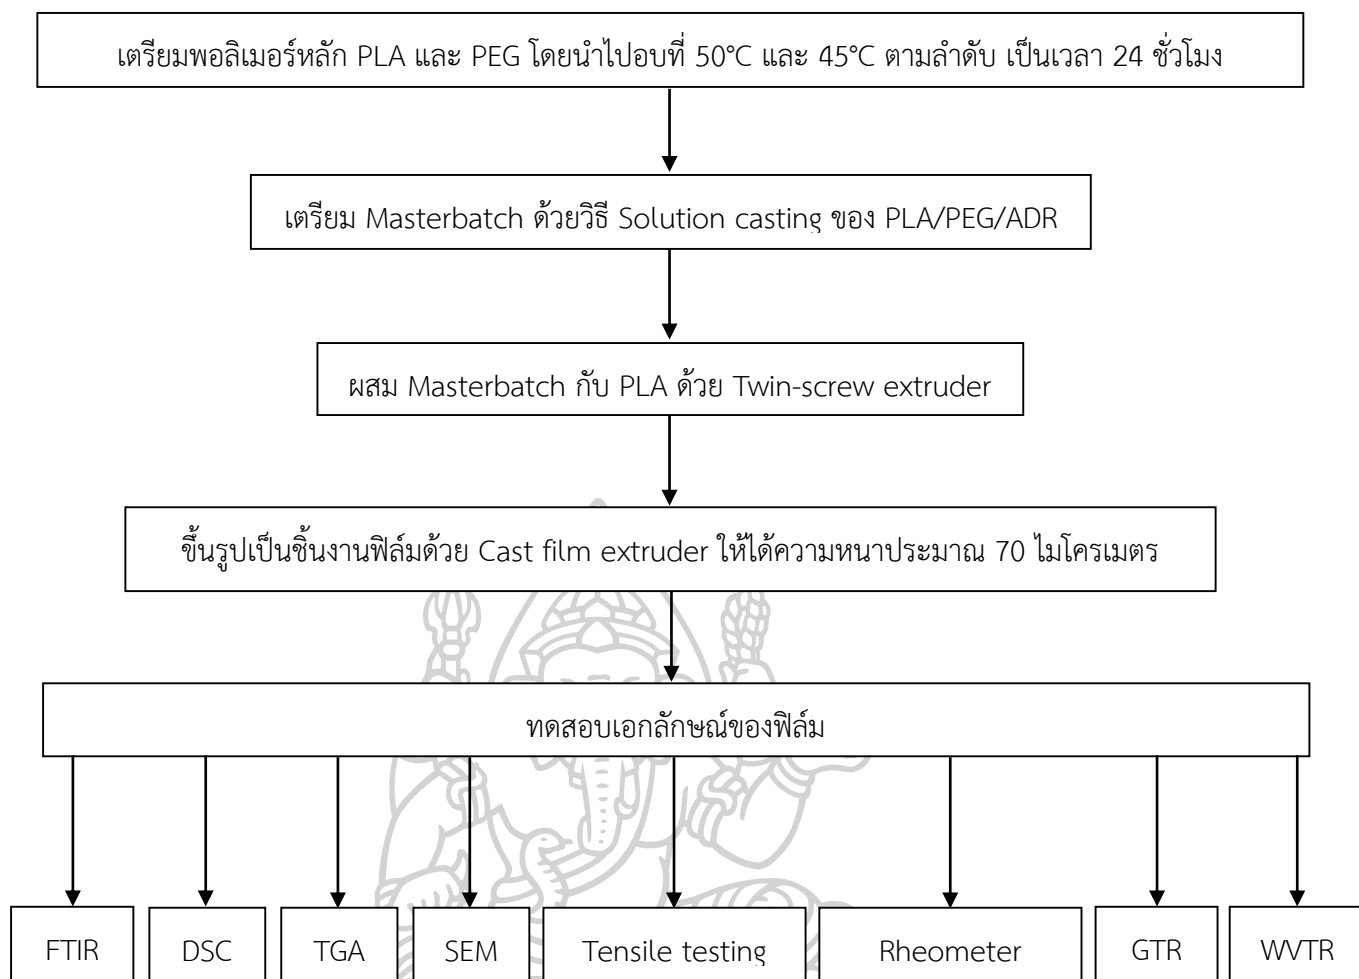 เตรียมพอลิเมอร์หลัก PLA และ PEG โดยนำไปอบที่ 50°C และ 45°C ตามลำดับ เป็นเวลา 24 ชั่วโมง
เตรียม Masterbatch ด้วยวิธี Solution casting ของ PLA/PEG/ADR
ผสม Masterbatch กับ PLA ด้วย Twin-screw extruder
ขึ้นรูปเป็นชิ้นงานฟิล์มด้วย Cast film extruder ให้ได้ความหนาประมาณ 70 ไมโครเมตร
ทดสอบเอกลักษณ์ของฟิล์ม
FTIR DSC TGA SEM Tensile testing Rheometer GTR WVTR